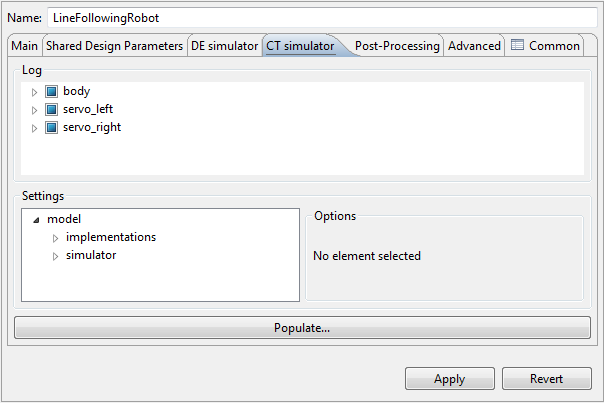 Name: LineFollowingRobot
Main Shared Design Parameters DE simulator CT simulator Post-Processing Advanced Common
Log
body
servo_left
servo_right
Settings
model
implementations
simulator
Options
No element selected
Populate...
Apply Revert